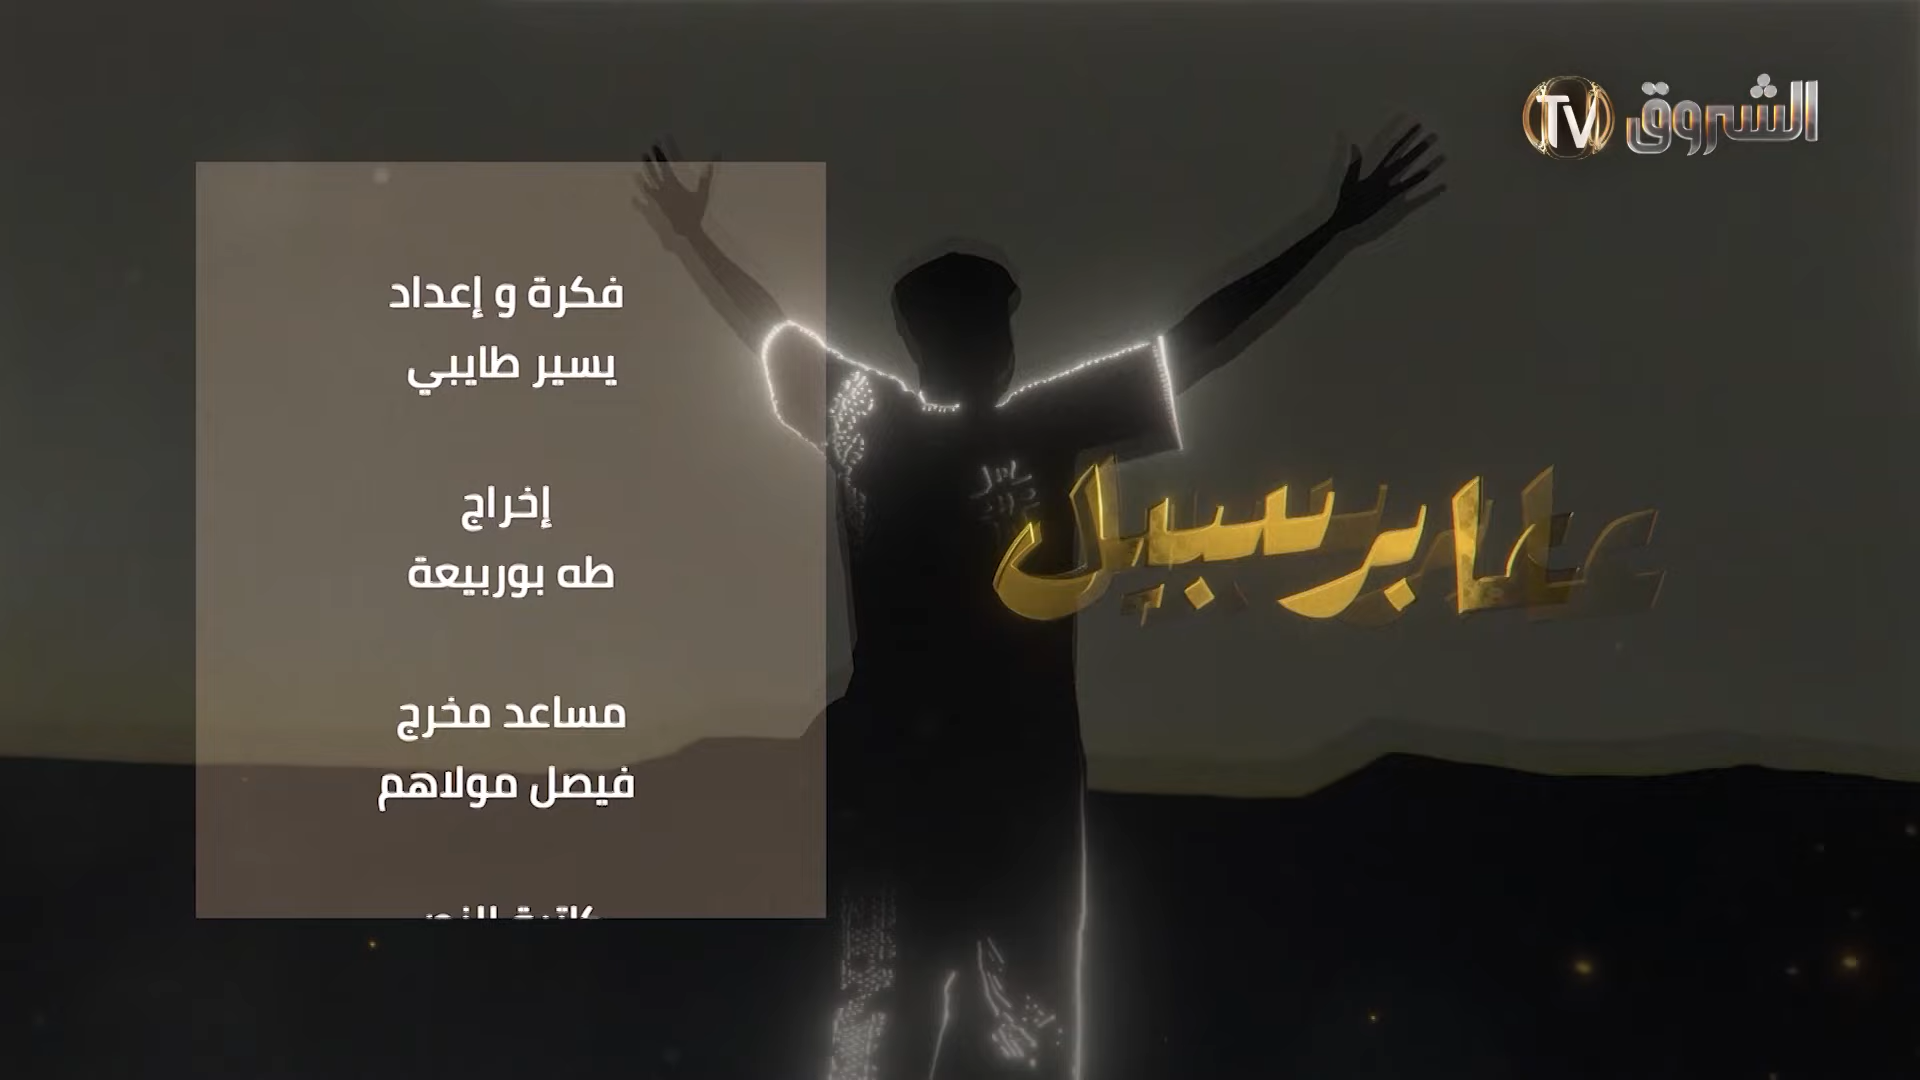 الشروق TV
عابر سبيل
فكرة و إعداد
يسير طايبي
إخراج
طه بوربيعة
مساعد مخرج
فيصل مولاهم